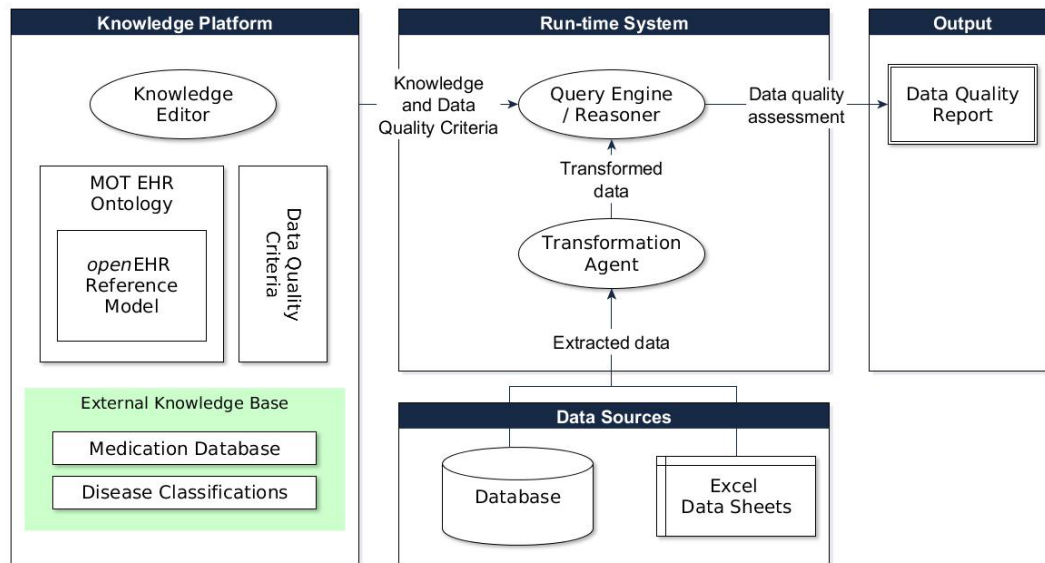 Knowledge Platform
Knowledge
Editor
MOT EHR
Ontology
openEHR
Reference
Model
Data Quality
Criteria
External Knowledge Base
Medication Database
Disease Classifications
Knowledge
and Data
Quality Criteria
Run-time System
Query Engine
/ Reasoner
Transformed
data
Transformation
Agent
Extracted data
Data Sources
Database
Excel
Data Sheets
Data quality
assessment
Output
Data Quality
Report